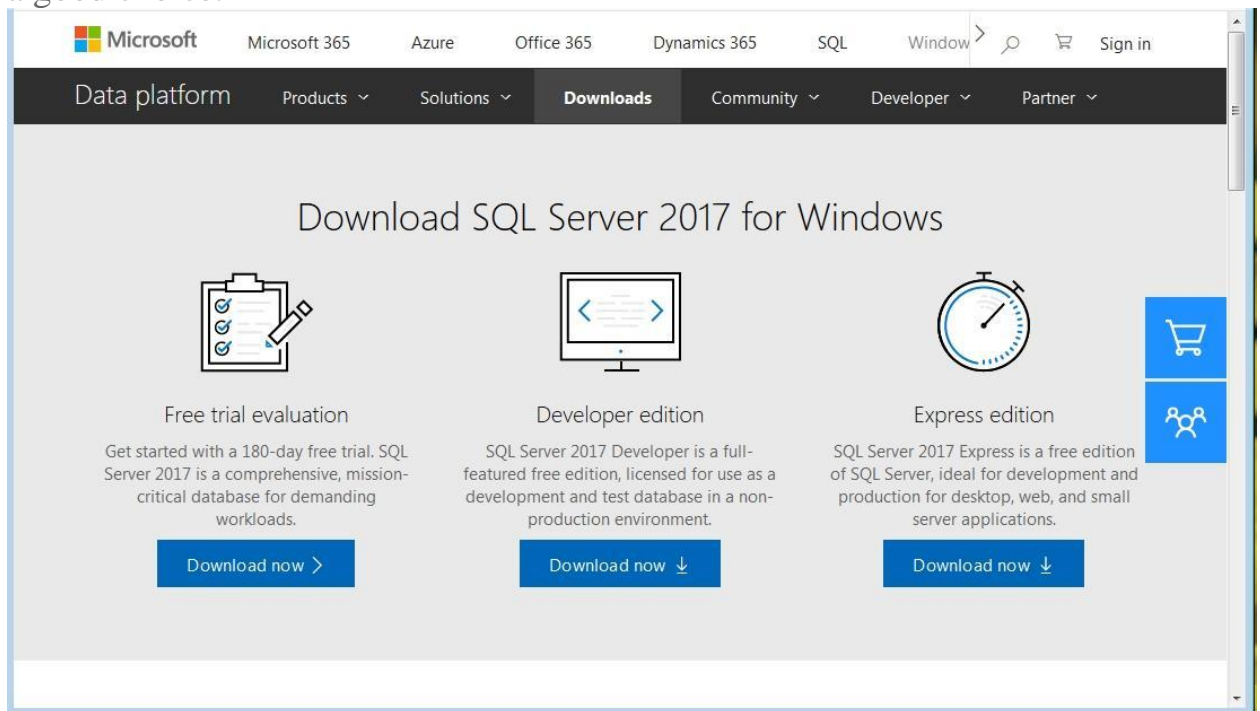 Microsoft Microsoft 365 Azure Office 365 Dynamics 365 SQL Window Sign in
Data platform Products Solutions Downloads Community Developer Partner
Download SQL Server 2017 for Windows
Free trial evaluation
Get started with a 180-day free trial. SQL
Server 2017 is a comprehensive, mission-
critical database for demanding
workloads.
Download now
Developer edition
SQL Server 2017 Developer is a full-
featured free edition, licensed for use as a
development and test database in a non-
production environment.
Download now
Express edition
SQL Server 2017 Express is a free edition
of SQL Server, ideal for development and
production for desktop, web, and small
server applications.
Download now